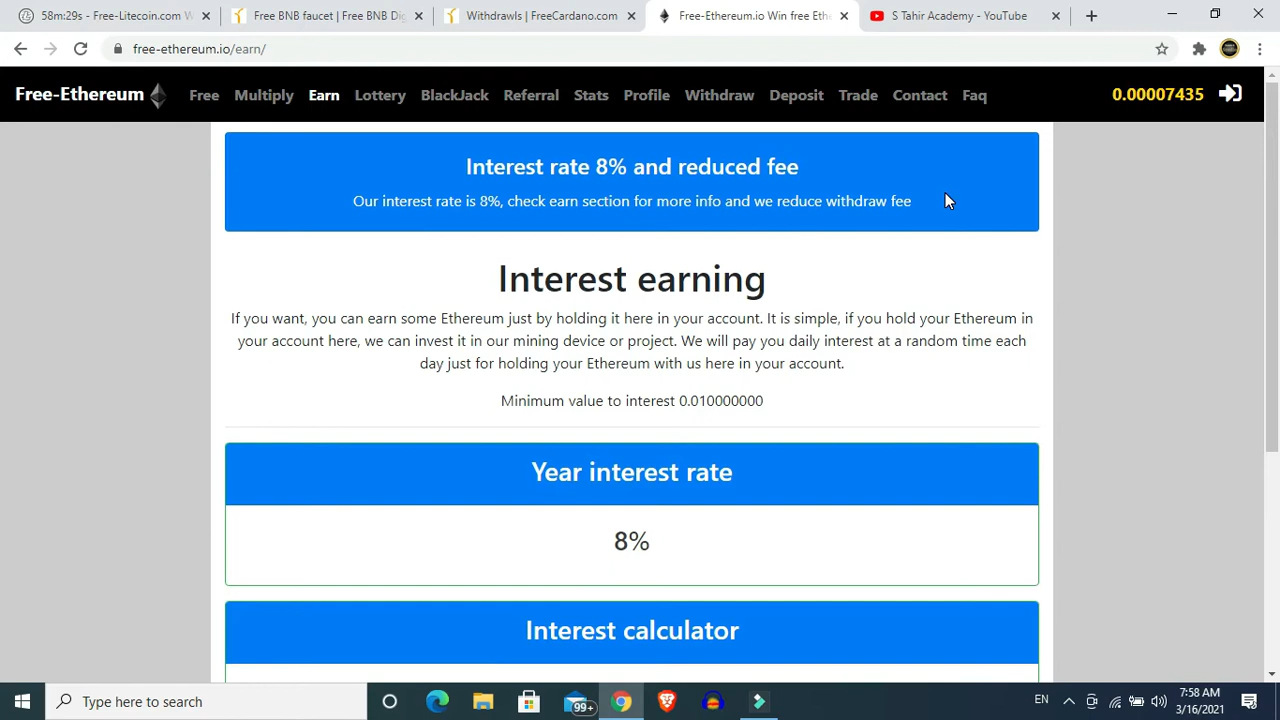 58m:29s - Free-Litecoin.com W
Free BNB faucet | Free BNB Dig
Withdrawls | FreeCardano.com
Free-Ethereum.io Win free Ethe
S Tahir Academy - YouTube
free-ethereum.io/earn/
Free-Ethereum
Free
Multiply
Earn
Lottery
BlackJack
Referral
Stats
Profile
Withdraw
Deposit
Trade
Contact
Faq
0.00007435
Interest rate 8% and reduced fee
Our interest rate is 8%, check earn section for more info and we reduce withdraw fee
Interest earning
If you want, you can earn some Ethereum just by holding it here in your account. It is simple, if you hold your Ethereum in
your account here, we can invest it in our mining device or project. We will pay you daily interest at a random time each
day just for holding your Ethereum with us here in your account.
Minimum value to interest 0.010000000
Year interest rate
8%
Interest calculator
Type here to search
99+
EN
7:58 AM
3/16/2021